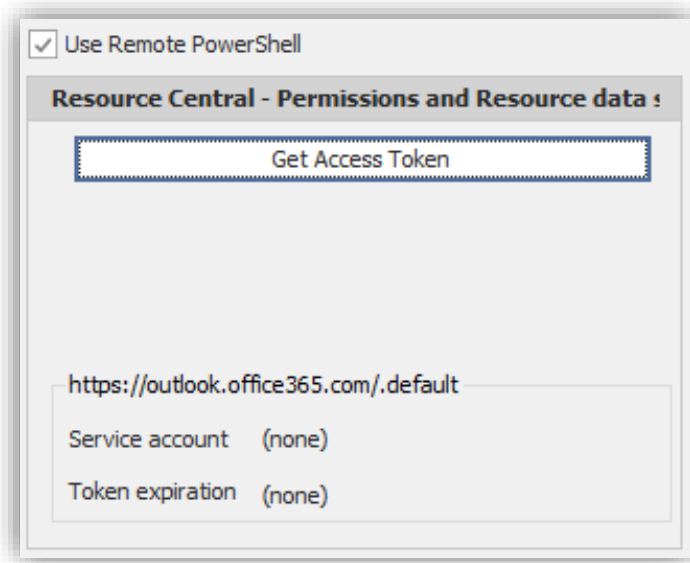 Use Remote PowerShell
Resource Central - Permissions and Resource data
Get Access Token
https://outlook.office365.com/.default
Service account (none)
Token expiration (none)